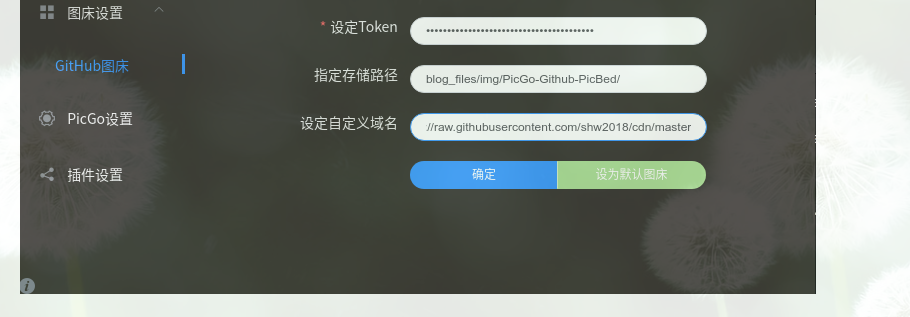 图床设置
* 设定Token
••••••••••••••••••••••••••••••••••••••••
GitHub图床
指定存储路径
blog_files/img/PicGo-Github-PicBed/
PicGo设置
设定自定义域名
://raw.githubusercontent.com/shw2018/cdn/master
插件设置
确定
设为默认图床